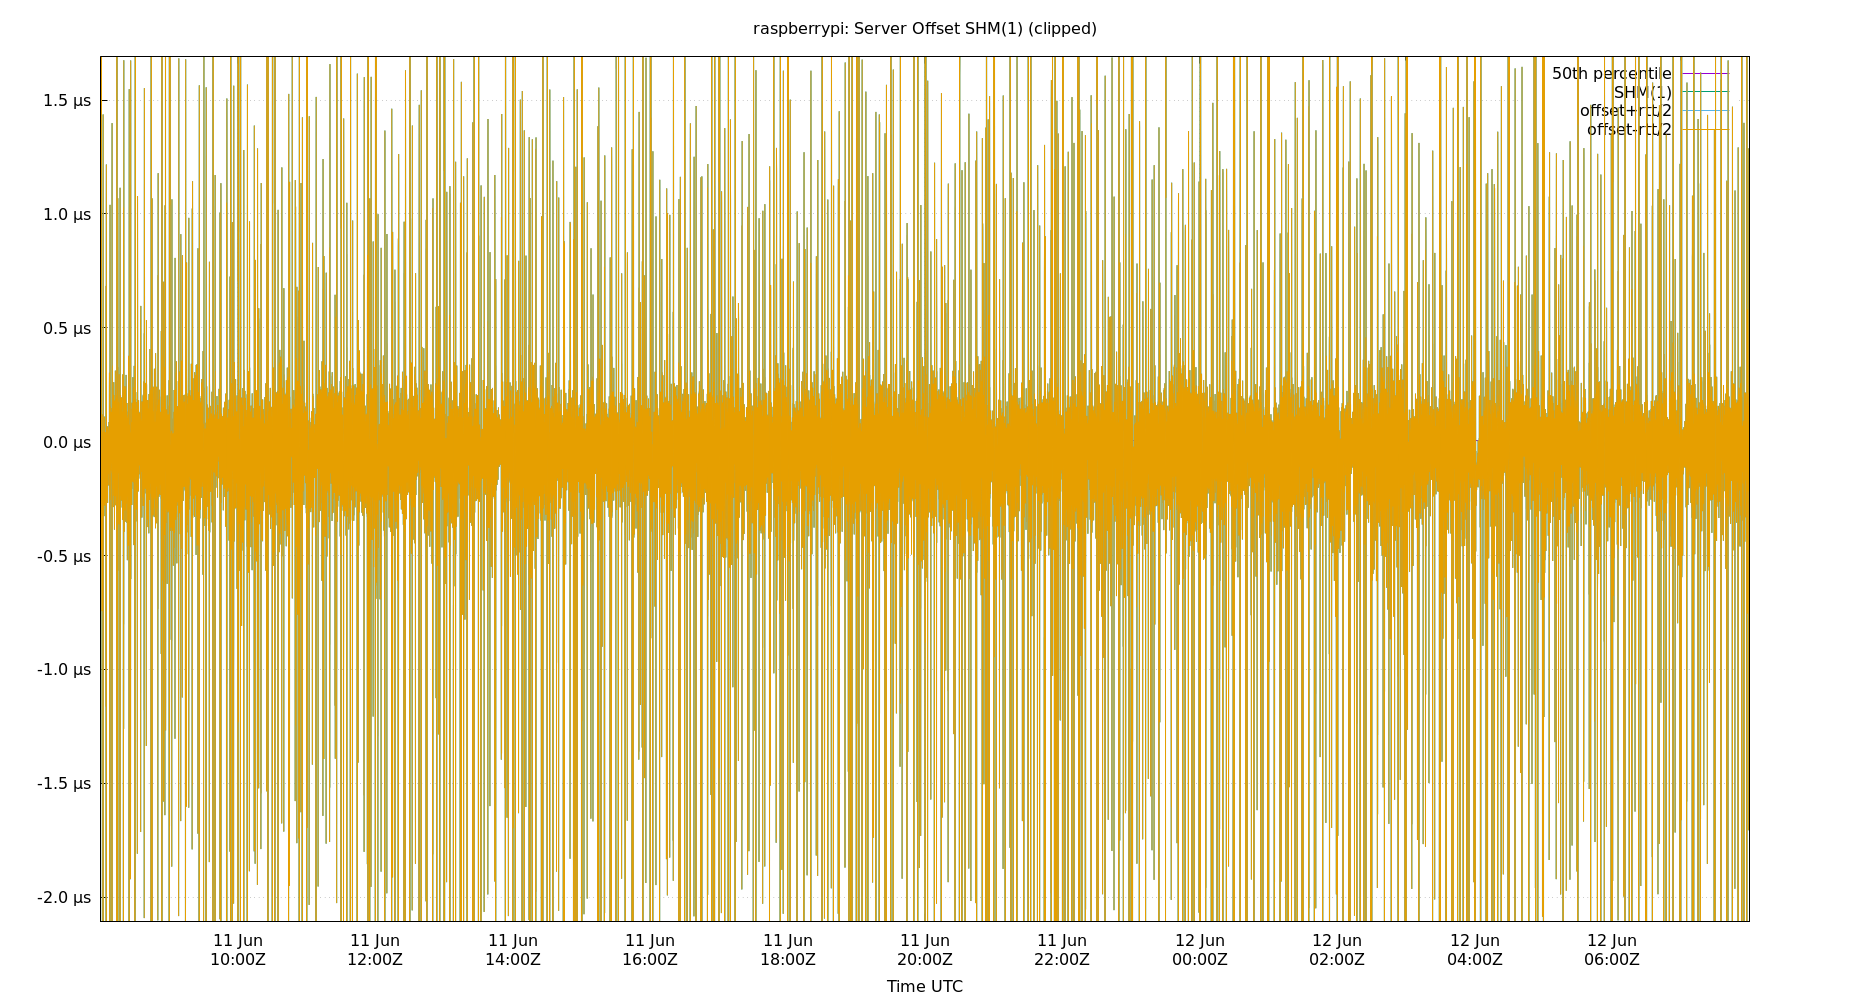 raspberrypi: Server Offset SHM(1) (clipped)
50th percentile
SHM(1)
offset+rtt/2
offset-rtt/2
1.5 µs
1.0 µs
0.5 µs
0.0 µs
-0.5 µs
-1.0 µs
-1.5 µs
-2.0 µs
11 Jun 11 Jun 11 Jun 11 Jun 11 Jun 11 Jun 11 Jun 12 Jun 12 Jun 12 Jun 12 Jun
10:00Z 12:00Z 14:00Z 16:00Z 18:00Z 20:00Z 22:00Z 00:00Z 02:00Z 04:00Z 06:00Z
Time UTC